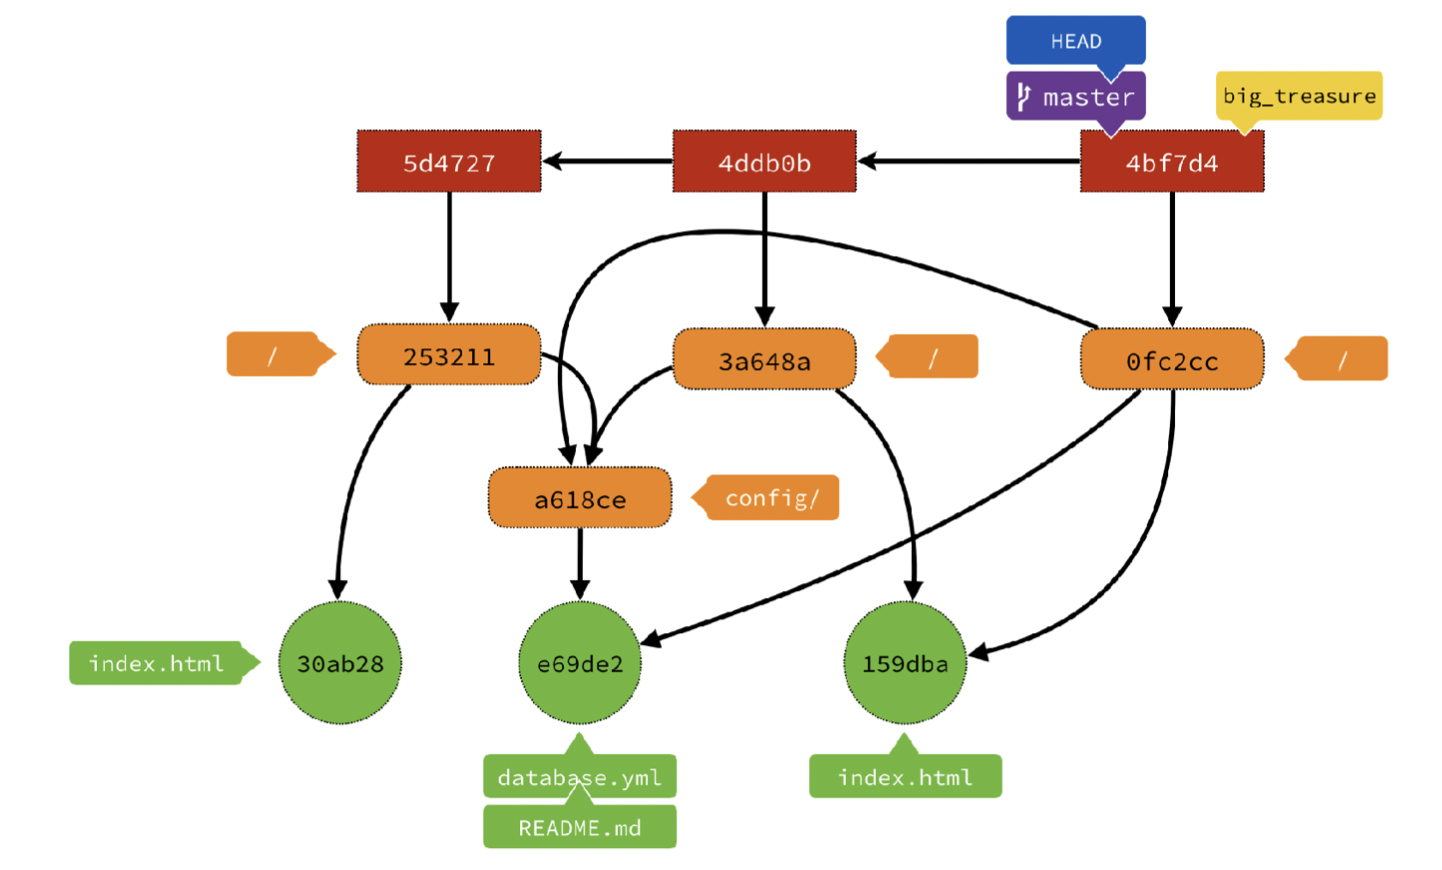 HEAD
master
big_treasure
5d4727
4ddb0b
4bf7d4
/
253211
3a648a
/
0fc2cc
/
a618ce
config/
index.html
30ab28
e69de2
159dba
database.yml
index.html
README.md